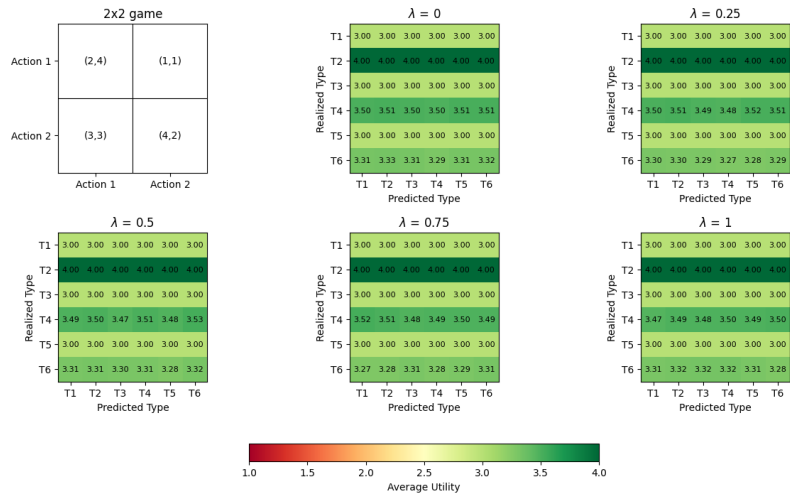 2x2 game
Action 1
(2,4)
(1,1)
Action 2
(3,3)
(4,2)
Action 1
Action 2
λ = 0
Realized Type
T1 3.00 3.00 3.00 3.00 3.00 3.00
T2 4.00 4.00 4.00 4.00 4.00 4.00
T3 3.00 3.00 3.00 3.00 3.00 3.00
T4 3.50 3.51 3.50 3.50 3.51 3.51
T5 3.00 3.00 3.00 3.00 3.00 3.00
T6 3.31 3.33 3.31 3.29 3.31 3.32
T1 T2 T3 T4 T5 T6
Predicted Type
λ = 0.25
Realized Type
T1 3.00 3.00 3.00 3.00 3.00 3.00
T2 4.00 4.00 4.00 4.00 4.00 4.00
T3 3.00 3.00 3.00 3.00 3.00 3.00
T4 3.50 3.51 3.49 3.48 3.52 3.51
T5 3.00 3.00 3.00 3.00 3.00 3.00
T6 3.30 3.30 3.29 3.27 3.28 3.29
T1 T2 T3 T4 T5 T6
Predicted Type
λ = 0.5
Realized Type
T1 3.00 3.00 3.00 3.00 3.00 3.00
T2 4.00 4.00 4.00 4.00 4.00 4.00
T3 3.00 3.00 3.00 3.00 3.00 3.00
T4 3.49 3.50 3.47 3.51 3.48 3.53
T5 3.00 3.00 3.00 3.00 3.00 3.00
T6 3.31 3.31 3.30 3.31 3.28 3.32
T1 T2 T3 T4 T5 T6
Predicted Type
λ = 0.75
Realized Type
T1 3.00 3.00 3.00 3.00 3.00 3.00
T2 4.00 4.00 4.00 4.00 4.00 4.00
T3 3.00 3.00 3.00 3.00 3.00 3.00
T4 3.52 3.51 3.48 3.49 3.50 3.49
T5 3.00 3.00 3.00 3.00 3.00 3.00
T6 3.27 3.28 3.31 3.28 3.29 3.31
T1 T2 T3 T4 T5 T6
Predicted Type
λ = 1
Realized Type
T1 3.00 3.00 3.00 3.00 3.00 3.00
T2 4.00 4.00 4.00 4.00 4.00 4.00
T3 3.00 3.00 3.00 3.00 3.00 3.00
T4 3.47 3.49 3.48 3.50 3.49 3.50
T5 3.00 3.00 3.00 3.00 3.00 3.00
T6 3.31 3.32 3.32 3.32 3.31 3.28
T1 T2 T3 T4 T5 T6
Predicted Type
1.0 1.5 2.0 2.5 3.0 3.5 4.0
Average Utility